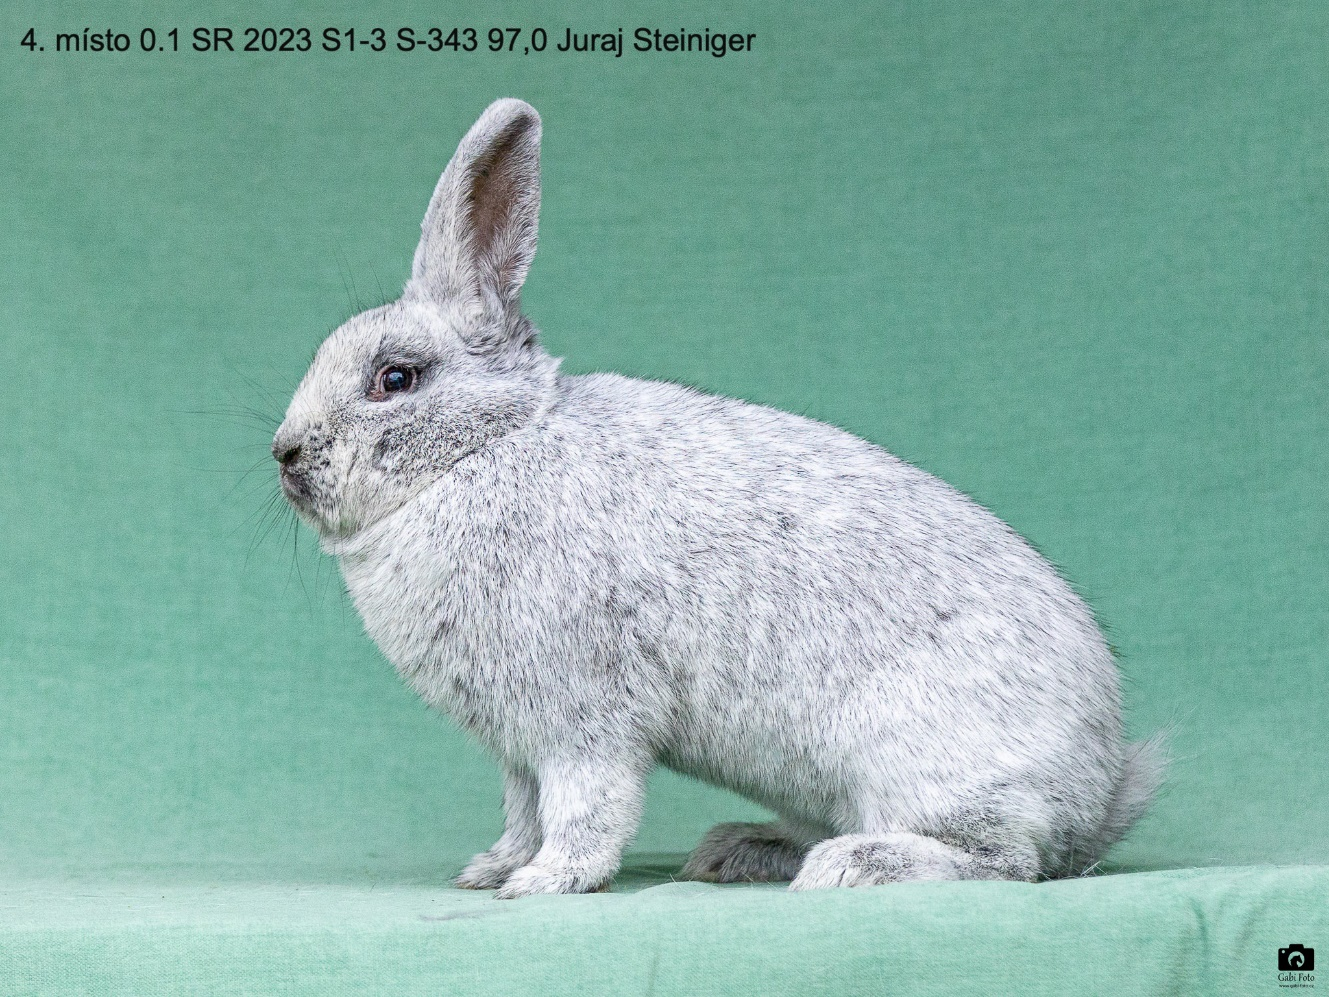 4. místo 0.1 SR 2023 S1-3 S-343 97,0 Juraj Steiniger
Gabi Foto